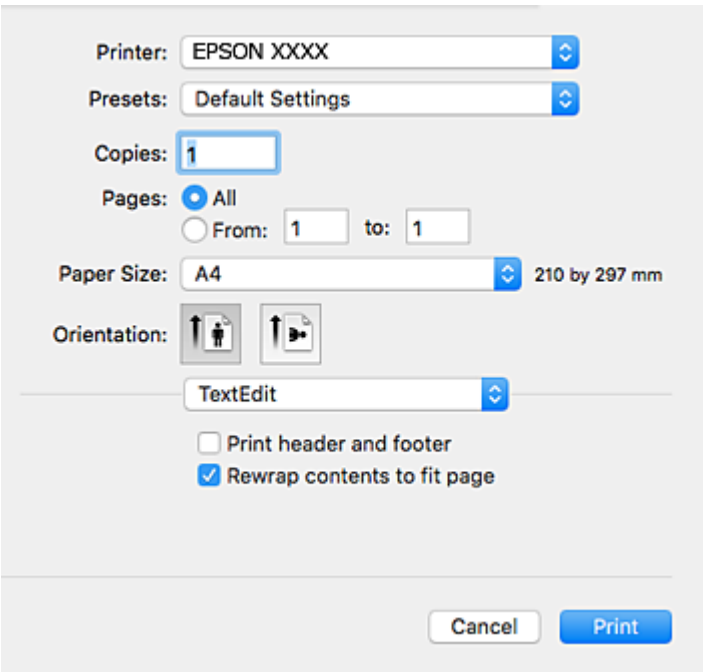 Printer: EPSON XXXX
Presets: Default Settings
Copies: 1
Pages: All
From: 1 to: 1
Paper Size: A4 210 by 297 mm
Orientation:
TextEdit
Print header and footer
Rewrap contents to fit page
Cancel Print